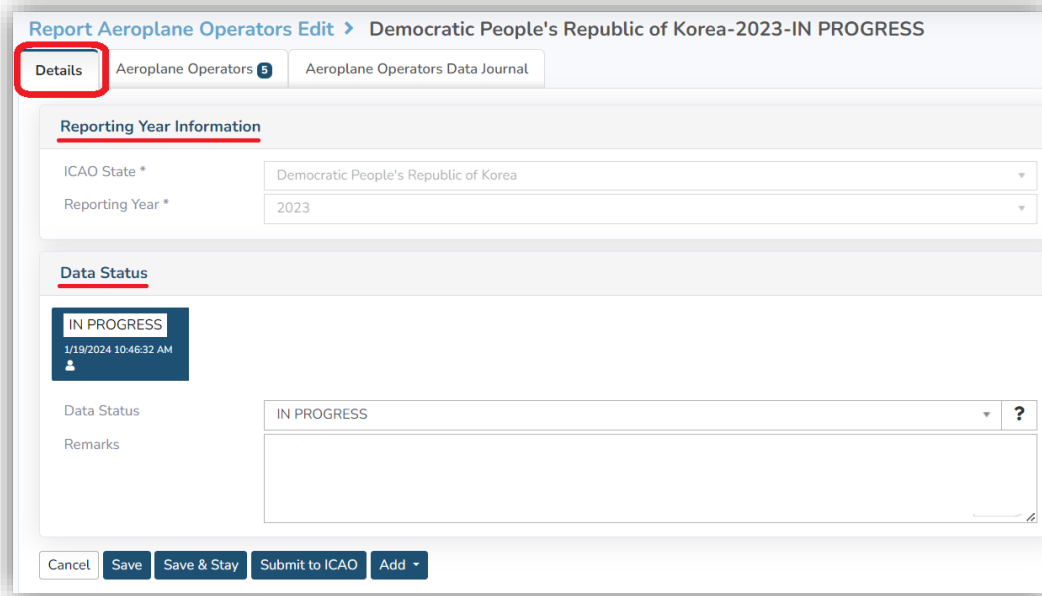 Report Aeroplane Operators Edit > Democratic People's Republic of Korea-2023-IN PROGRESS
Details Aeroplane Operators 5 Aeroplane Operators Data Journal
Reporting Year Information
ICAO State * Democratic People's Republic of Korea
Reporting Year * 2023
Data Status
IN PROGRESS
1/19/2024 10:46:32 AM
Data Status IN PROGRESS ?
Remarks
Cancel Save Save & Stay Submit to ICAO Add